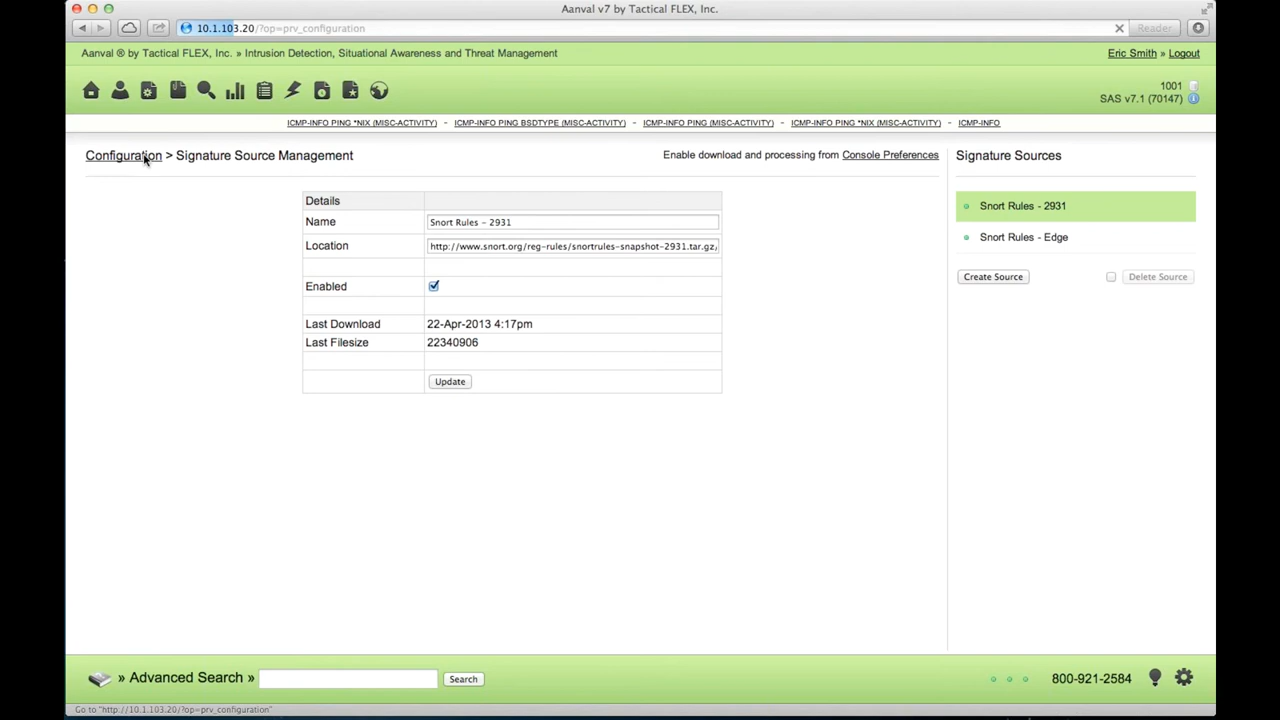 Aanval v7 by Tactical FLEX, Inc.
10.1.103.20/?op=prv_configuration
Reader
Aanval ® by Tactical FLEX, Inc. » Intrusion Detection, Situational Awareness and Threat Management
Eric Smith » Logout
1001
SAS v7.1 (70147)
ICMP-INFO PING *NIX (MISC-ACTIVITY) - ICMP-INFO PING BSDTYPE (MISC-ACTIVITY) - ICMP-INFO PING (MISC-ACTIVITY) - ICMP-INFO PING *NIX (MISC-ACTIVITY) - ICMP-INFO
Configuration > Signature Source Management
Enable download and processing from Console Preferences
Signature Sources
Details
Name
Snort Rules - 2931
Location
http://www.snort.org/reg-rules/snortrules-snapshot-2931.tar.gz/
Enabled
Last Download
22-Apr-2013 4:17pm
Last Filesize
22340906
Update
Snort Rules - 2931
Snort Rules - Edge
Create Source
Delete Source
» Advanced Search »
Search
800-921-2584
Go to "http://10.1.103.20/?op=prv_configuration"